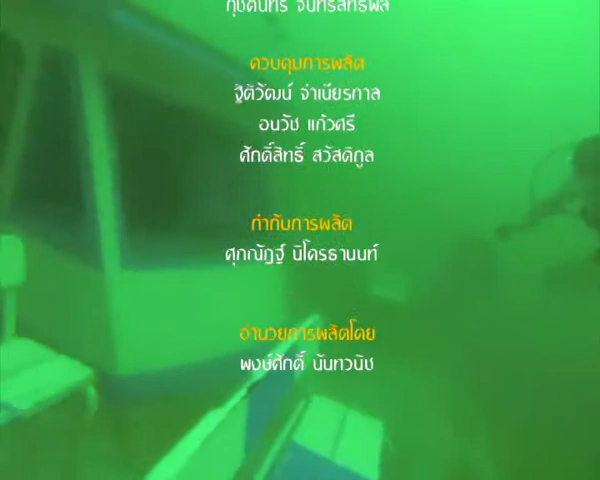 ควบคุมการผลิต
ฐิติวัฒน์ จำเนียรกาล
อนวัช แก้วศรี
ศักดิ์สิทธิ์ สวัสดิกูล
กำกับการผลิต
ศุภณัฏฐ์ นิโครธานนท์
อำนวยการผลิตโดย
พงษ์ศักดิ์ นันทวนิช